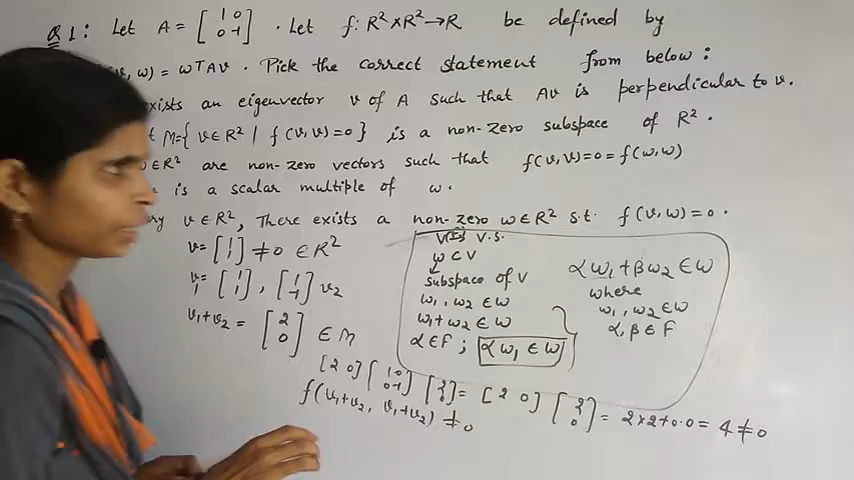 Q 1: Let A = [1 0 0 -1] . Let f: R²×R²→R be defined by
, w) = wᵀAv . Pick the correct statement from below :
exists an eigenvector v of A such that Av is perpendicular to v.
M={ v∈R² | f(v,v)=0 } is a non-zero subspace of R² .
∈R² are non-zero vectors such that f(v,v)=0=f(w,w)
is a scalar multiple of w.
v∈R², There exists a non-zero w∈R² s.t. f(v,w)=0 .
v= [1 1] ≠0 ∈R²
v₁= [1 1] , [1 -1] v₂
v₁+v₂ = [2 0] ∈ M
V(F) V.S.
w ⊂ V
subspace of V
w₁, w₂ ∈ w
w₁+w₂ ∈ w
α∈F ; αw₁ ∈ w
αw₁+βw₂ ∈ w
where
w₁, w₂ ∈ w
α, β ∈ F
[2 0] [1 0 0 -1] [2 0] = [2 0] [2 0] = 2×2+0·0 = 4 ≠0
f(v₁+v₂, v₁+v₂) ≠0